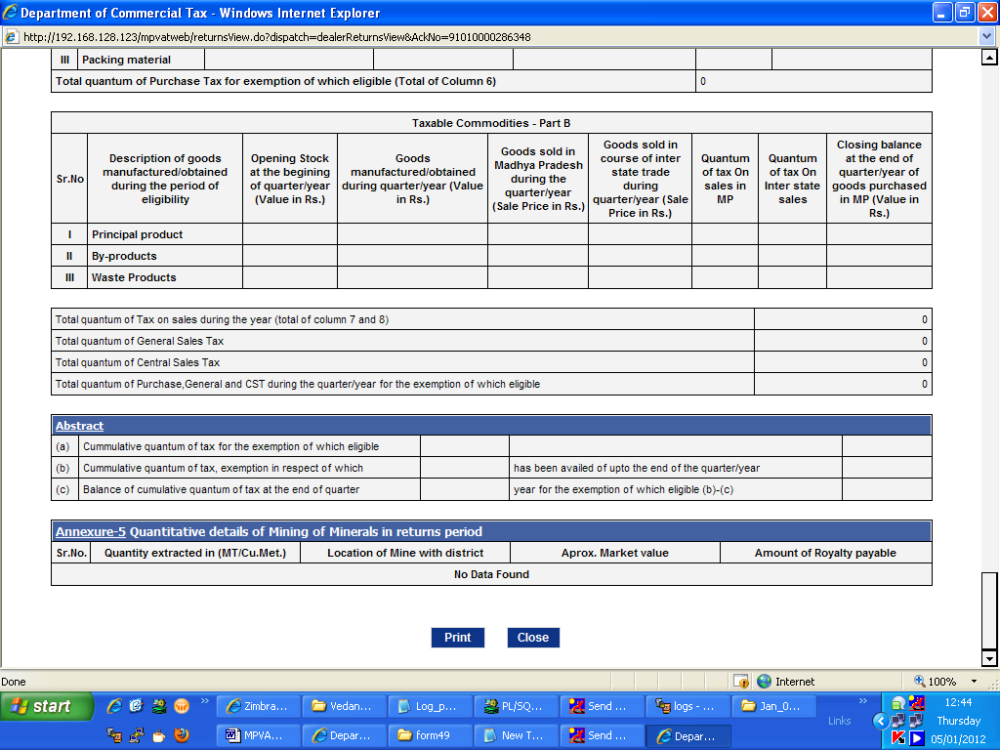 Department of Commercial Tax - Windows Internet Explorer
http://192.168.128.123/mpvatweb/returnsView.do?dispatch=dealerReturnsView&AckNo=91010000286348
III Packing material
Total quantum of Purchase Tax for exemption of which eligible (Total of Column 6) 0
Taxable Commodities - Part B
Sr.No
Description of goods
manufactured/obtained
during the period of
eligibility
Opening Stock
at the begining
of quarter/year
(Value in Rs.)
Goods
manufactured/obtained
during quarter/year (Value
in Rs.)
Goods sold in
Madhya Pradesh
during the
quarter/year
(Sale Price in Rs.)
Goods sold in
course of inter
state trade
during
quarter/year (Sale
Price in Rs.)
Quantum
of tax On
sales in
MP
Quantum
of tax On
Inter state
sales
Closing balance
at the end of
quarter/year of
goods purchased
in MP (Value in
Rs.)
I Principal product
II By-products
III Waste Products
Total quantum of Tax on sales during the year (total of column 7 and 8) 0
Total quantum of General Sales Tax 0
Total quantum of Central Sales Tax 0
Total quantum of Purchase,General and CST during the quarter/year for the exemption of which eligible 0
Abstract
(a) Cummulative quantum of tax for the exemption of which eligible
(b) Cummulative quantum of tax, exemption in respect of which has been availed of upto the end of the quarter/year
(c) Balance of cumulative quantum of tax at the end of quarter year for the exemption of which eligible (b)-(c)
Annexure-5 Quantitative details of Mining of Minerals in returns period
Sr.No. Quantity extracted in (MT/Cu.Met.) Location of Mine with district Aprox. Market value Amount of Royalty payable
No Data Found
Print Close
Done Internet 100%
start Zimbra... Vedan... Log_p... PL/SQ... Send ... logs - ... Jan_0... 12:44
Links Thursday
MPVA... Depar... form49 New T... Send ... Depar... 05/01/2012